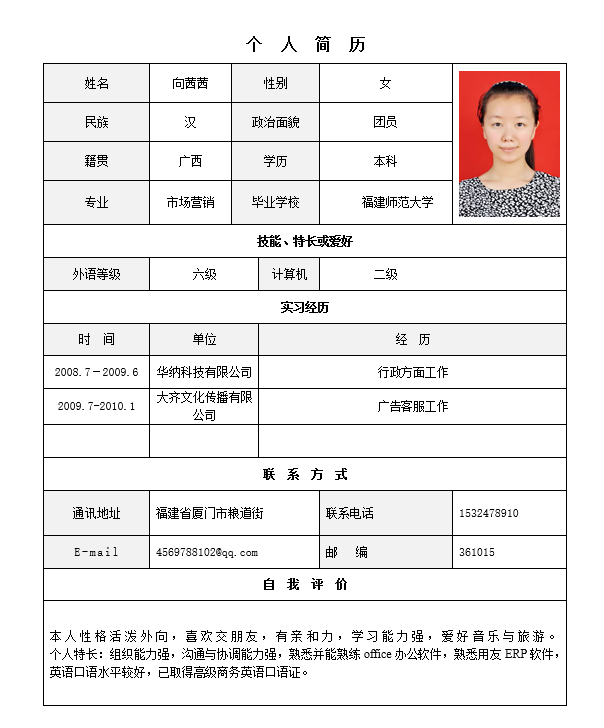 个 人 简 历
姓名 向茜茜 性别 女
民族 汉 政治面貌 团员
籍贯 广西 学历 本科
专业 市场营销 毕业学校 福建师范大学
技能、特长或爱好
外语等级 六级 计算机 二级
实习经历
时 间 单位 经 历
2008.7－2009.6 华纳科技有限公司 行政方面工作
2009.7-2010.1 大齐文化传播有限公司 广告客服工作
联 系 方 式
通讯地址 福建省厦门市粮道街 联系电话 1532478910
E-mail 4569788102@qq.com 邮 编 361015
自 我 评 价
本人性格活泼外向，喜欢交朋友，有亲和力，学习能力强，爱好音乐与旅游。
个人特长：组织能力强，沟通与协调能力强，熟悉并能熟练 office 办公软件，熟悉用友 ERP 软件，
英语口语水平较好，已取得高级商务英语口语证。